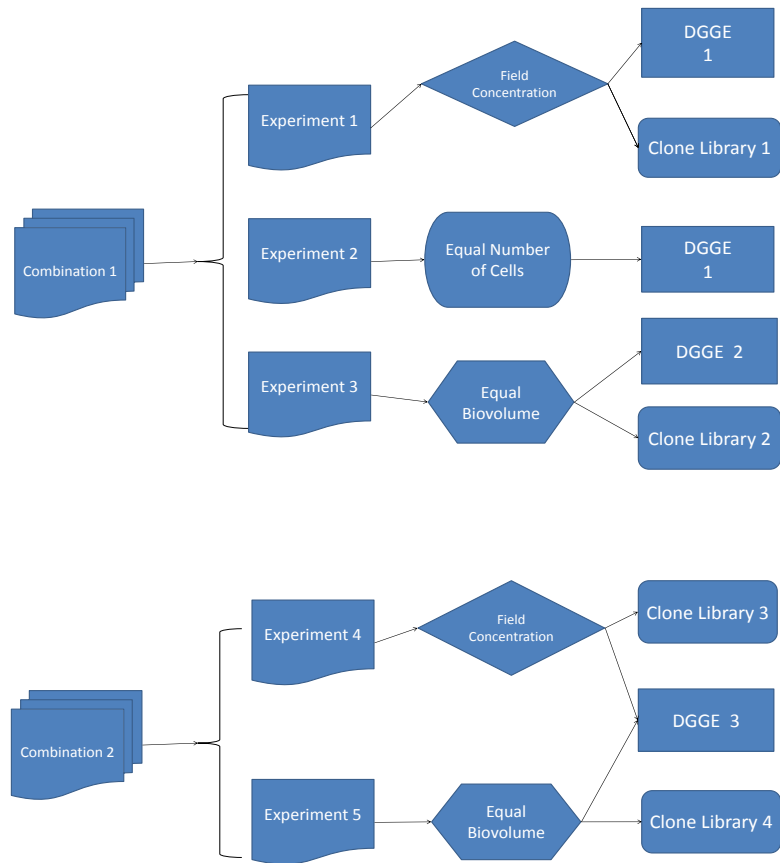 DGGE
1
Field
Concentration
Experiment 1
Clone Library 1
Combination 1
Experiment 2
Equal Number
of Cells
DGGE
1
DGGE 2
Experiment 3
Equal
Biovolume
Clone Library 2
Clone Library 3
Experiment 4
Field
Concentration
DGGE 3
Combination 2
Experiment 5
Equal
Biovolume
Clone Library 4